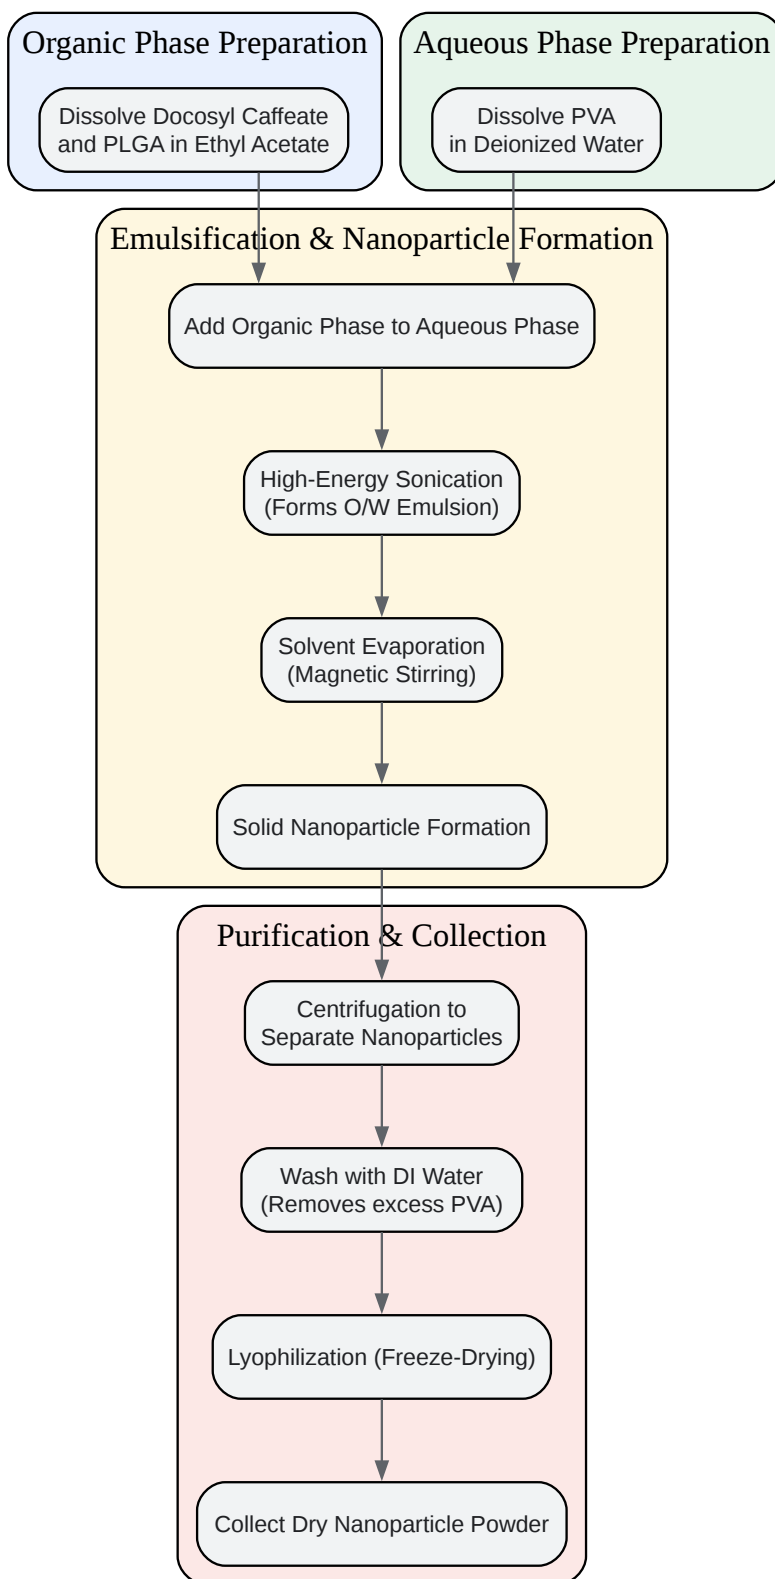 Organic Phase Preparation
Aqueous Phase Preparation
Dissolve Docosyl Caffeate
and PLGA in Ethyl Acetate
Dissolve PVA
in Deionized Water
Emulsification & Nanoparticle Formation
Add Organic Phase to Aqueous Phase
High-Energy Sonication
(Forms O/W Emulsion)
Solvent Evaporation
(Magnetic Stirring)
Solid Nanoparticle Formation
Purification & Collection
Centrifugation to
Separate Nanoparticles
Wash with DI Water
(Removes excess PVA)
Lyophilization (Freeze-Drying)
Collect Dry Nanoparticle Powder